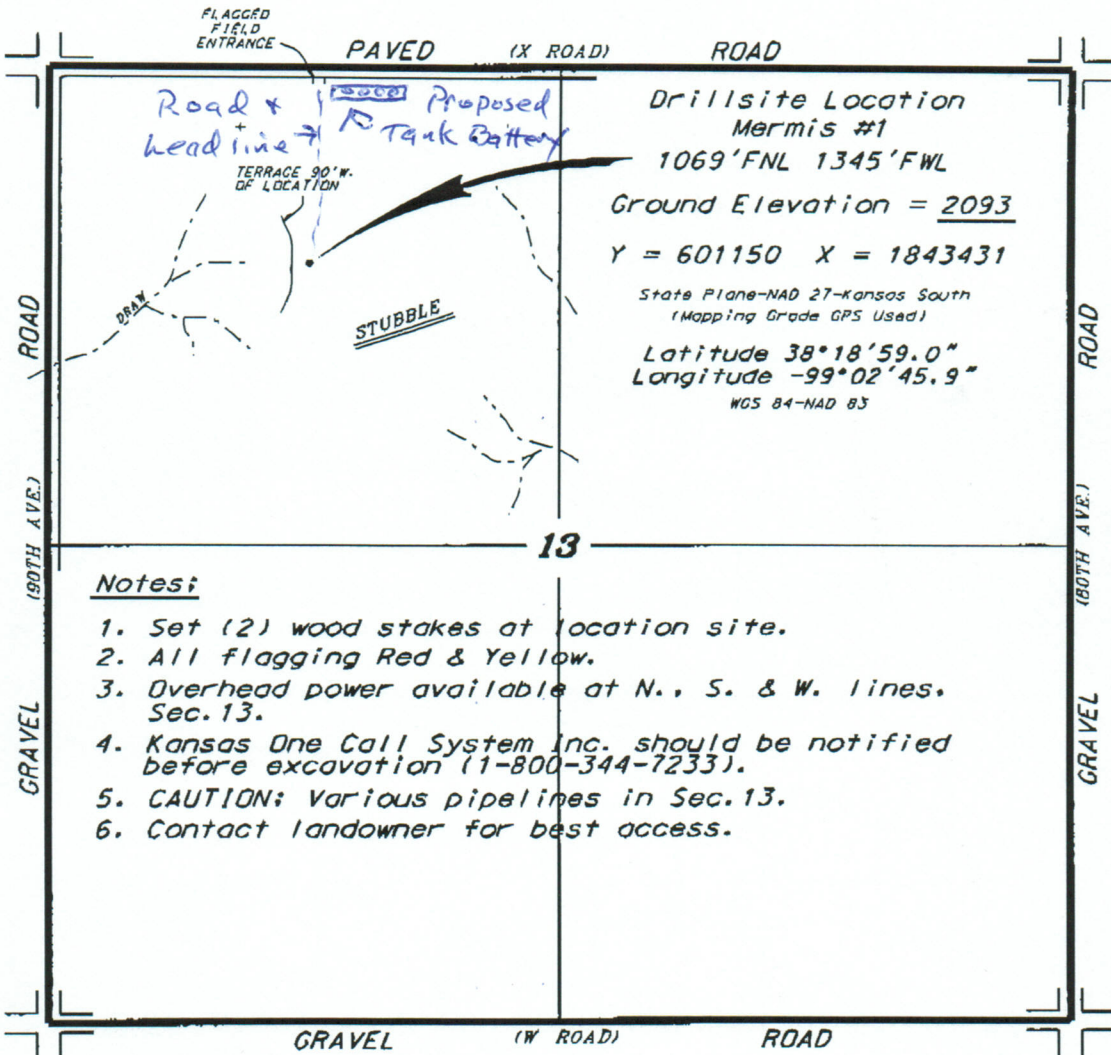 FLAGGED
FIELD
ENTRANCE
PAVED (X ROAD) ROAD
Road &
Lead line
Proposed
Tank Battery
TERRACE 90'W.
OF LOCATION
Drillsite Location
Mermis #1
1069'FNL 1345'FWL
Ground Elevation = 2093
Y = 601150 X = 1843431
State Plane-NAD 27-Kansas South
(Mapping Grade GPS Used)
Latitude 38°18'59.0"
Longitude -99°02'45.9"
WGS 84-NAD 83
DRAW
STUBBLE
GRAVEL (90TH AVE.) ROAD
GRAVEL (80TH AVE.) ROAD
13
Notes:
1. Set (2) wood stakes at location site.
2. All flagging Red & Yellow.
3. Overhead power available at N., S. & W. lines,
Sec. 13.
4. Kansas One Call System Inc. should be notified
before excavation (1-800-344-7233).
5. CAUTION: Various pipelines in Sec. 13.
6. Contact landowner for best access.
GRAVEL (W ROAD) ROAD